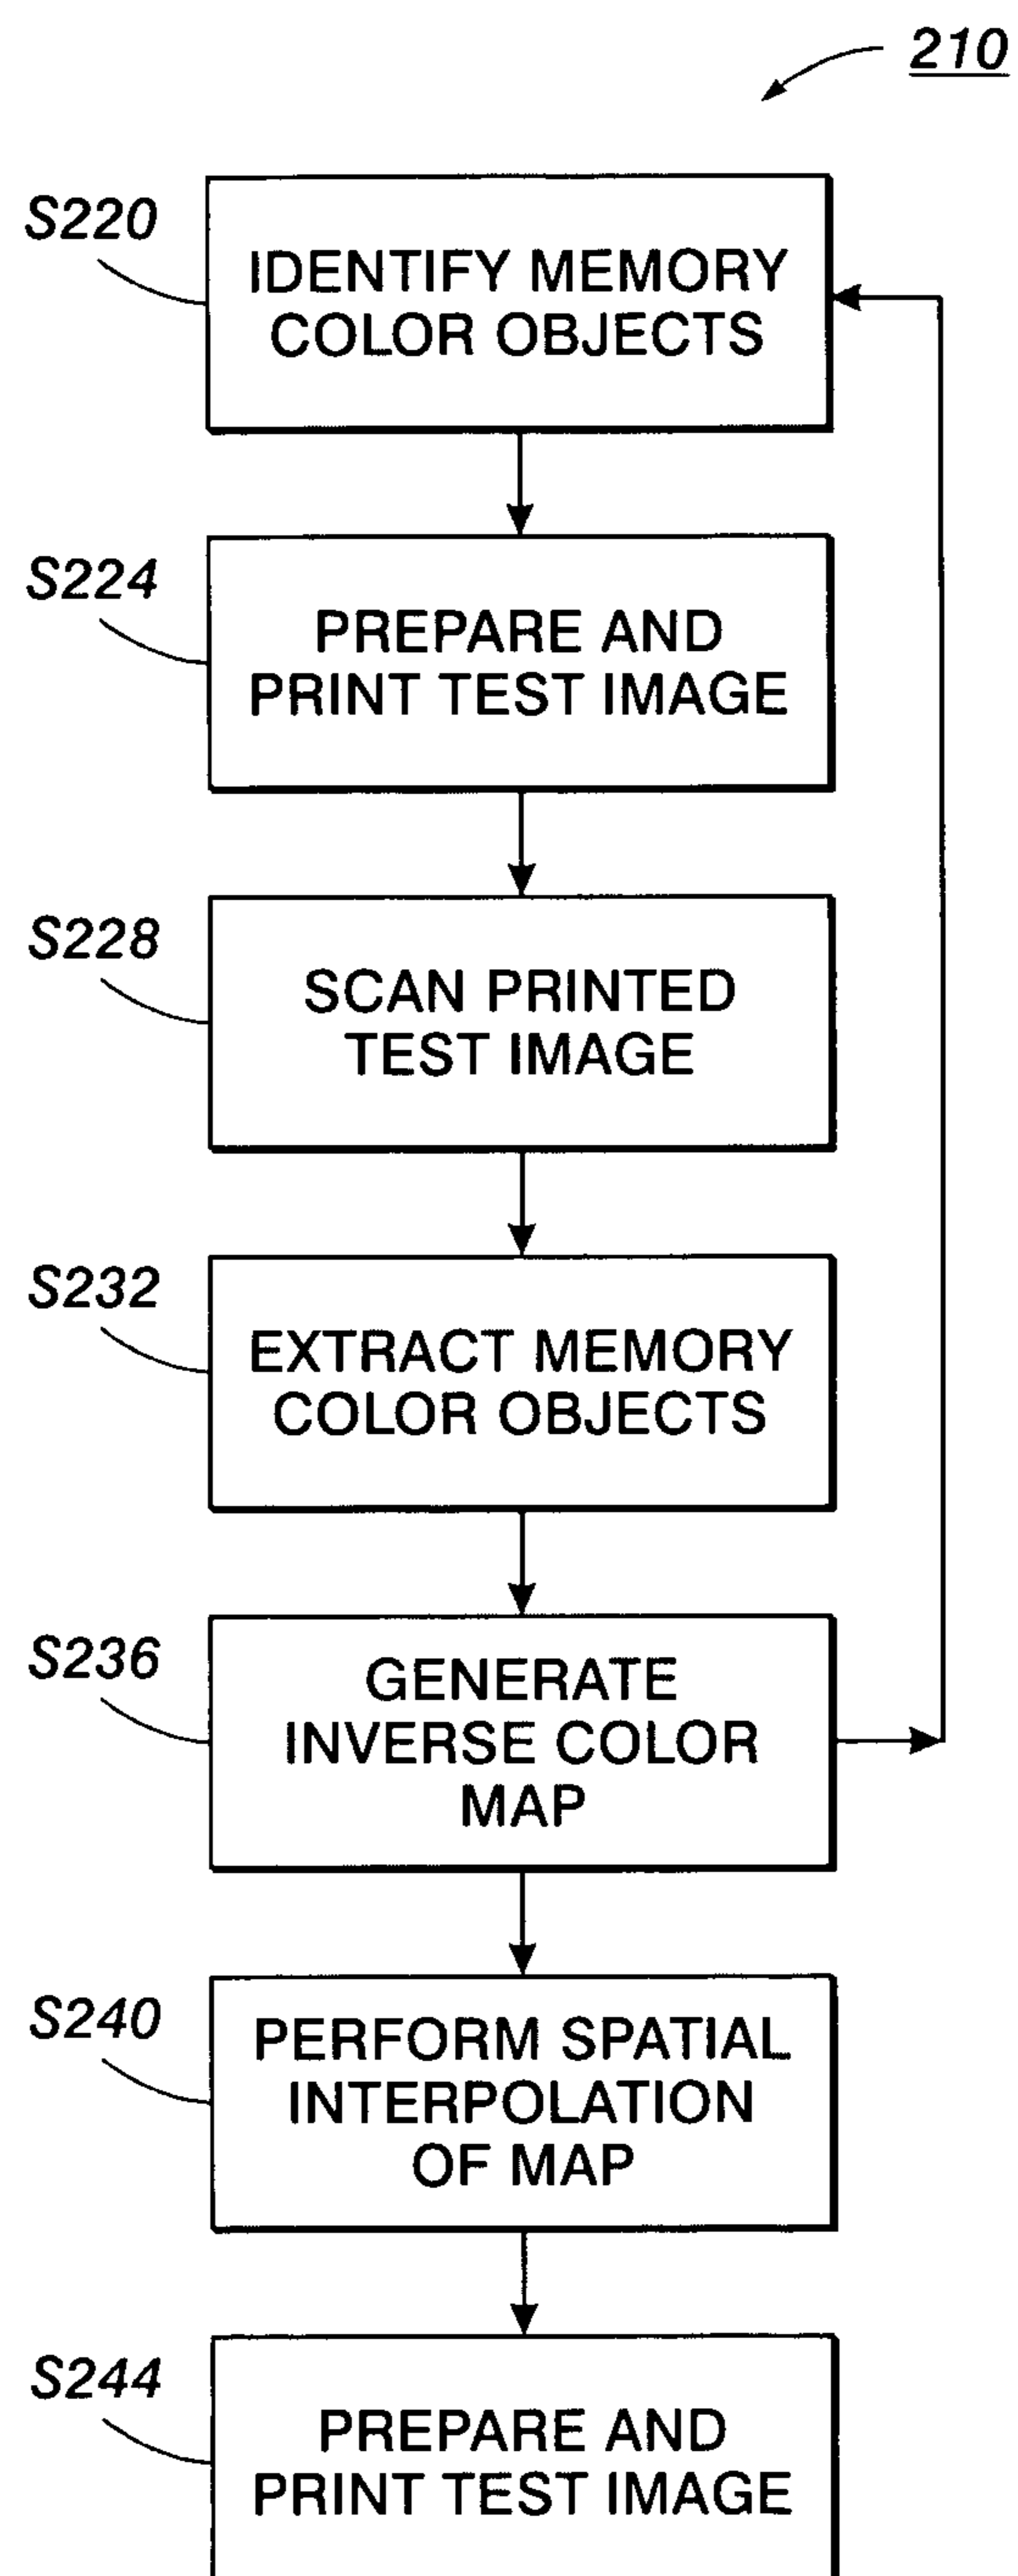 210
S220
IDENTIFY MEMORY
COLOR OBJECTS
S224
PREPARE AND
PRINT TEST IMAGE
S228
SCAN PRINTED
TEST IMAGE
S232
EXTRACT MEMORY
COLOR OBJECTS
S236
GENERATE
INVERSE COLOR
MAP
S240
PERFORM SPATIAL
INTERPOLATION
OF MAP
S244
PREPARE AND
PRINT TEST IMAGE